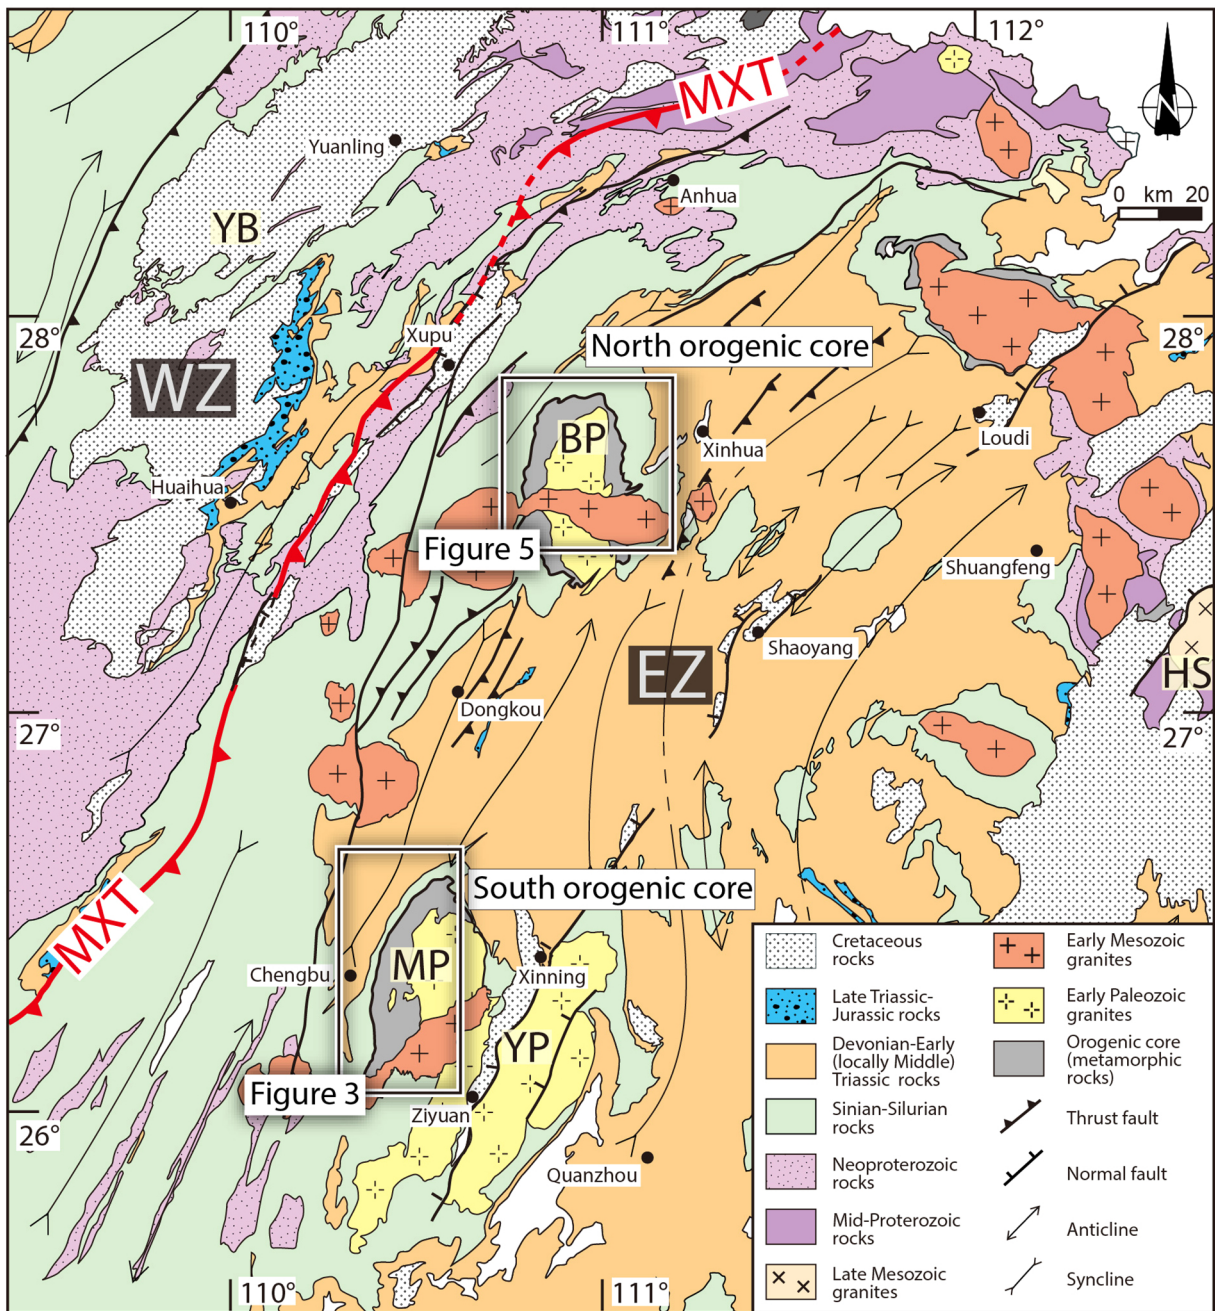 110°
111°
112°
MXT
N
Yuanling
Anhua
0 km 20
YB
28°
28°
Xupu
North orogenic core
WZ
BP
Xinhua
Loudi
Huaihua
Figure 5
Shuangfeng
Shaoyang
EZ
HS
Dongkou
27°
27°
MXT
South orogenic core
Chengbu
MP
Xinning
YP
Figure 3
Ziyuan
26°
Quanzhou
110°
111°
Cretaceous
rocks
Late Triassic-
Jurassic rocks
Devonian-Early
(locally Middle)
Triassic rocks
Sinian-Silurian
rocks
Neoproterozoic
rocks
Mid-Proterozoic
rocks
Late Mesozoic
granites
Early Mesozoic
granites
Early Paleozoic
granites
Orogenic core
(metamorphic
rocks)
Thrust fault
Normal fault
Anticline
Syncline